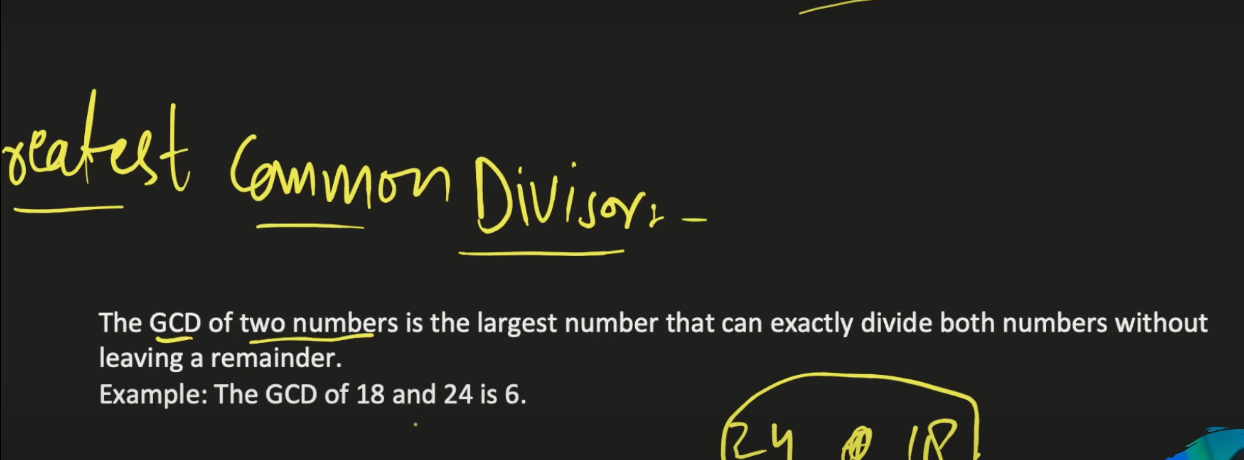 reatest Common Divisor: -
The GCD of two numbers is the largest number that can exactly divide both numbers without
leaving a remainder.
Example: The GCD of 18 and 24 is 6.
24 18